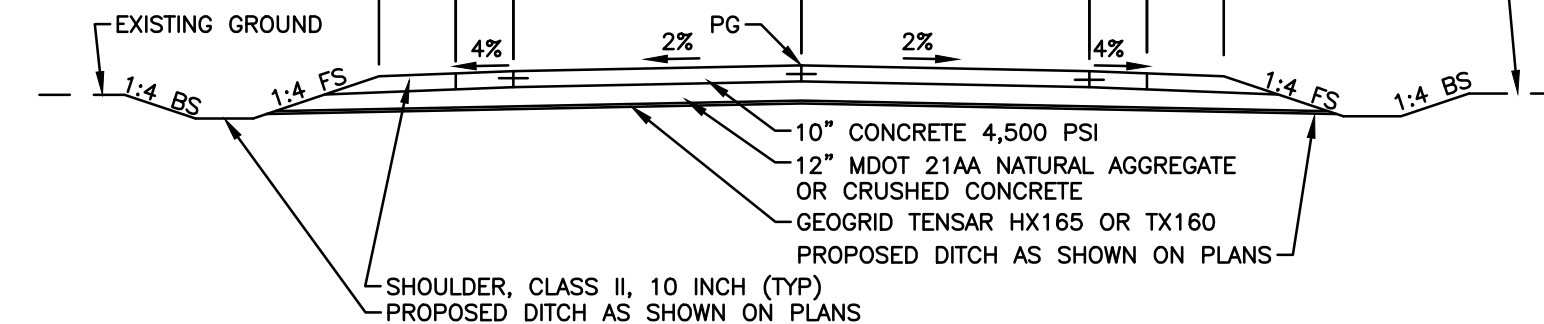 EXISTING GROUND
PG
4%
2%
2%
4%
1:4 BS
1:4 FS
1:4 FS
1:4 BS
10" CONCRETE 4,500 PSI
12" MDOT 21AA NATURAL AGGREGATE
OR CRUSHED CONCRETE
GEOGRID TENSAR HX165 OR TX160
PROPOSED DITCH AS SHOWN ON PLANS
SHOULDER, CLASS II, 10 INCH (TYP)
PROPOSED DITCH AS SHOWN ON PLANS